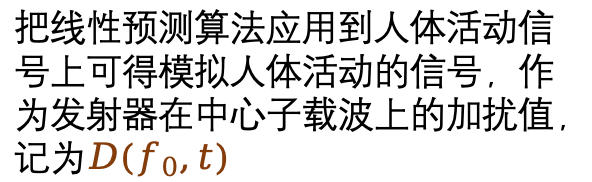 把线性预测算法应用到人体活动信
号上可得模拟人体活动的信号，作
为发射器在中心子载波上的加扰值，
记为D(f₀, t)